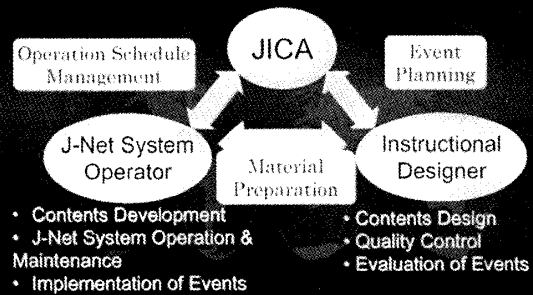 Operation Schedule
Management
JICA
Event
Planning
J-Net System
Operator
Material
Preparation
Instructional
Designer
• Contents Development
• J-Net System Operation &
Maintenance
• Implementation of Events
• Contents Design
• Quality Control
• Evaluation of Events